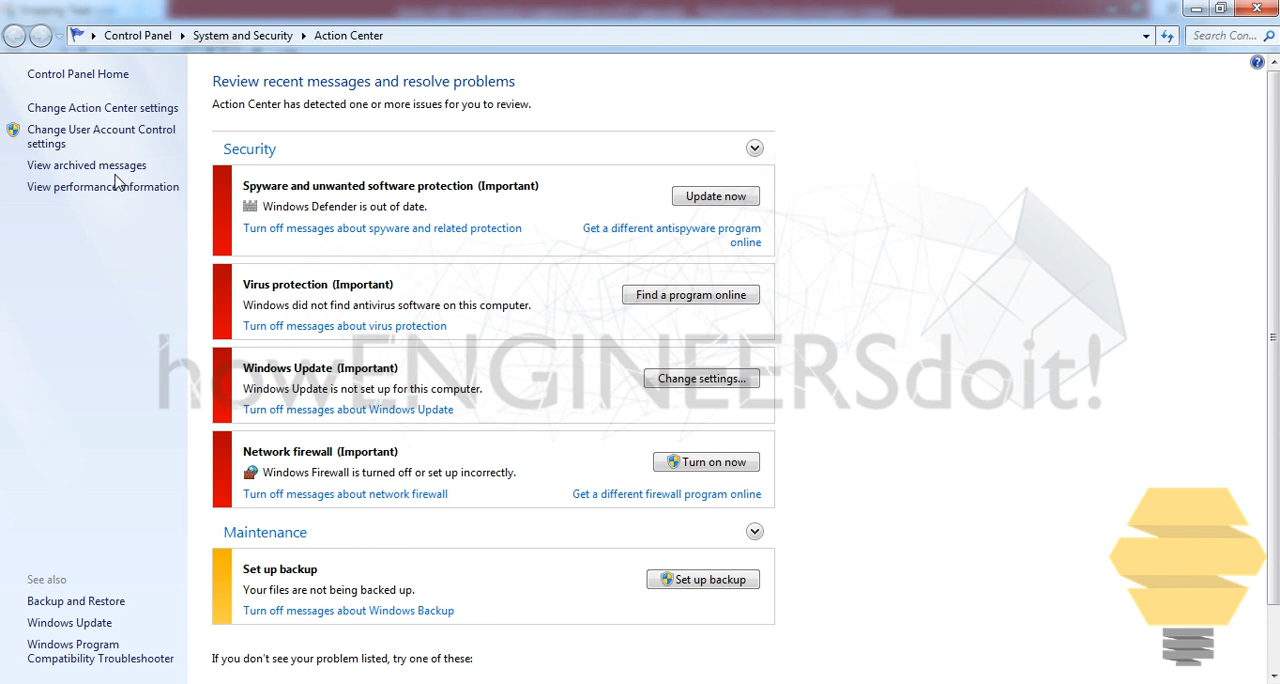 Control Panel
System and Security
Action Center
Search Con...
Control Panel Home
Change Action Center settings
Change User Account Control
settings
View archived messages
View performance information
See also
Backup and Restore
Windows Update
Windows Program
Compatibility Troubleshooter
Review recent messages and resolve problems
Action Center has detected one or more issues for you to review.
Security
Spyware and unwanted software protection (Important)
Update now
Windows Defender is out of date.
Turn off messages about spyware and related protection
Get a different antispyware program
online
Virus protection (Important)
Find a program online
Windows did not find antivirus software on this computer.
Turn off messages about virus protection
howENGINEERSdoit!
Windows Update (Important)
Change settings...
Windows Update is not set up for this computer.
Turn off messages about Windows Update
Network firewall (Important)
Turn on now
Windows Firewall is turned off or set up incorrectly.
Turn off messages about network firewall
Get a different firewall program online
Maintenance
Set up backup
Set up backup
Your files are not being backed up.
Turn off messages about Windows Backup
If you don't see your problem listed, try one of these: